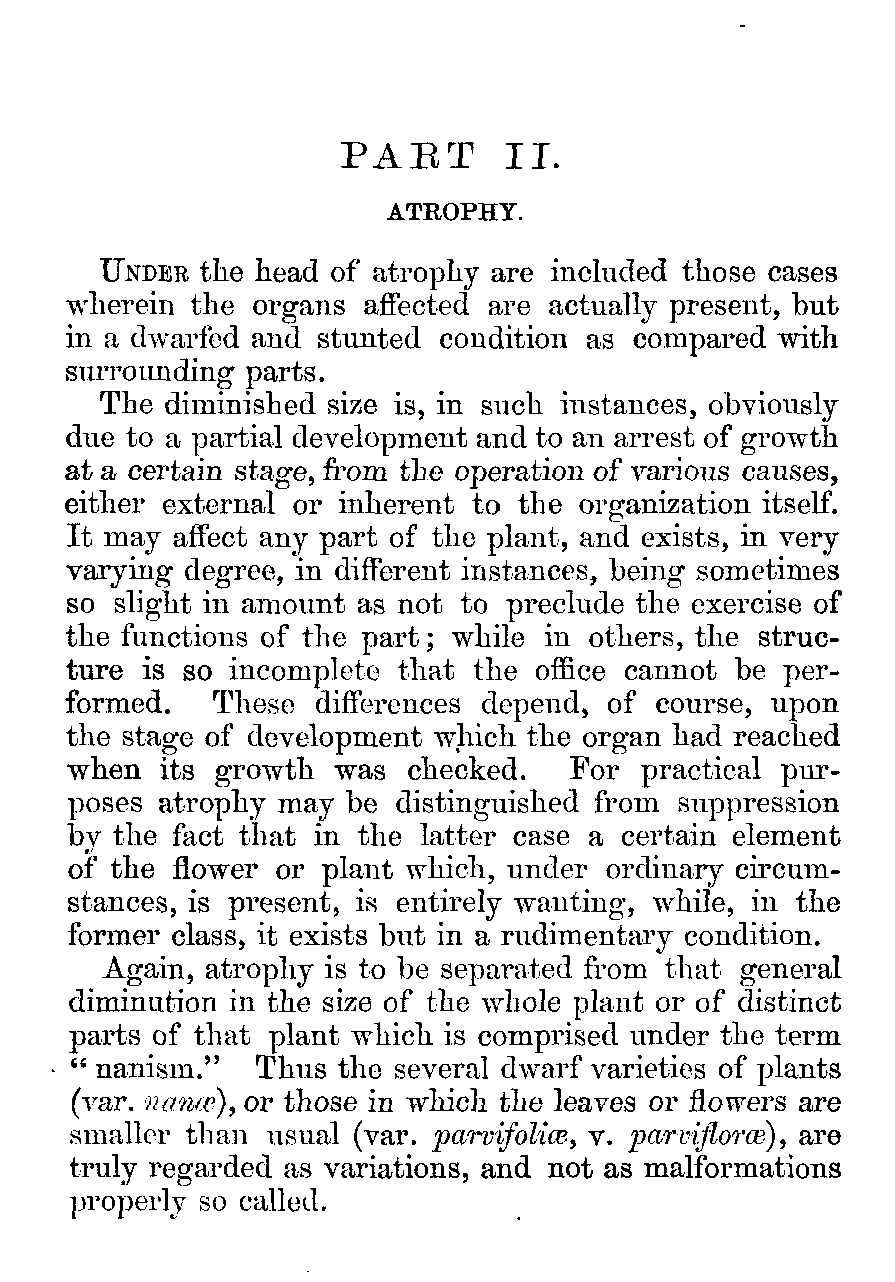 PART II.
ATROPHY.
UNDER the head of atrophy are included those cases
wherein the organs affected are actually present, but
in a dwarfed and stunted condition as compared with
surrounding parts.
The diminished size is, in such instances, obviously
due to a partial development and to an arrest of growth
at a certain stage, from the operation of various causes,
either external or inherent to the organization itself.
It may affect any part of the plant, and exists, in very
varying degree, in different instances, being sometimes
so slight in amount as not to preclude the exercise of
the functions of the part; while in others, the struc-
ture is so incomplete that the office cannot be per-
formed. These differences depend, of course, upon
the stage of development which the organ had reached
when its growth was checked. For practical pur-
poses atrophy may be distinguished from suppression
by the fact that in the latter case a certain element
of the flower or plant which, under ordinary circum-
stances, is present, is entirely wanting, while, in the
former class, it exists but in a rudimentary condition.
Again, atrophy is to be separated from that general
diminution in the size of the whole plant or of distinct
parts of that plant which is comprised under the term
“ nanism.” Thus the several dwarf varieties of plants
(var. nanæ), or those in which the leaves or flowers are
smaller than usual (var. parvifoliæ, v. parvifloræ), are
truly regarded as variations, and not as malformations
properly so called.